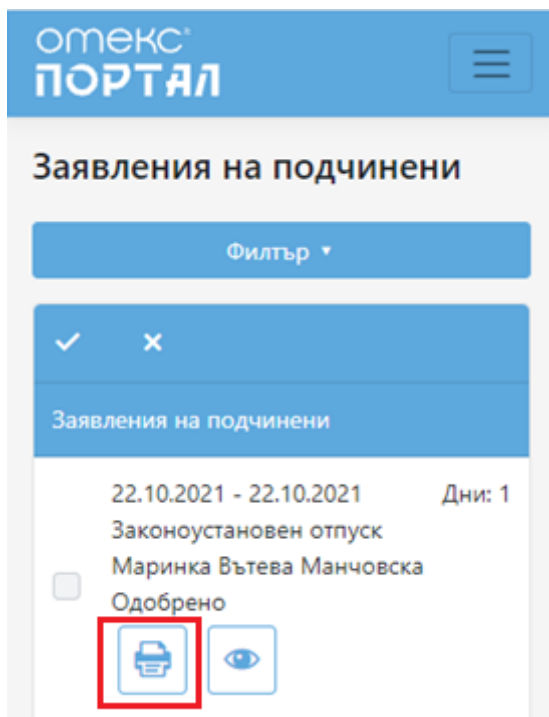 омекс
ПОРТАЛ
Заявления на подчинени
Филтър
Заявления на подчинени
22.10.2021 - 22.10.2021 Дни: 1
Законоустановен отпуск
Маринка Вътева Манчовска
Одобрено